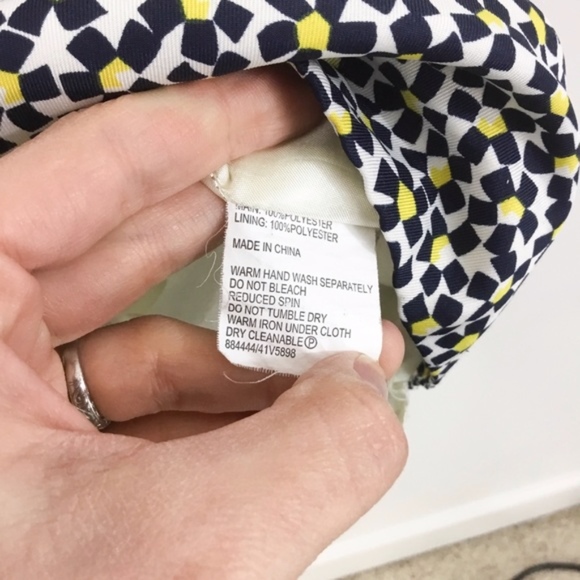 MAIN: 100%POLYESTER
LINING: 100%POLYESTER
MADE IN CHINA
WARM HAND WASH SEPARATELY
DO NOT BLEACH
REDUCED SPIN
DO NOT TUMBLE DRY
WARM IRON UNDER CLOTH
DRY CLEANABLE Ⓟ
884444/41V5898